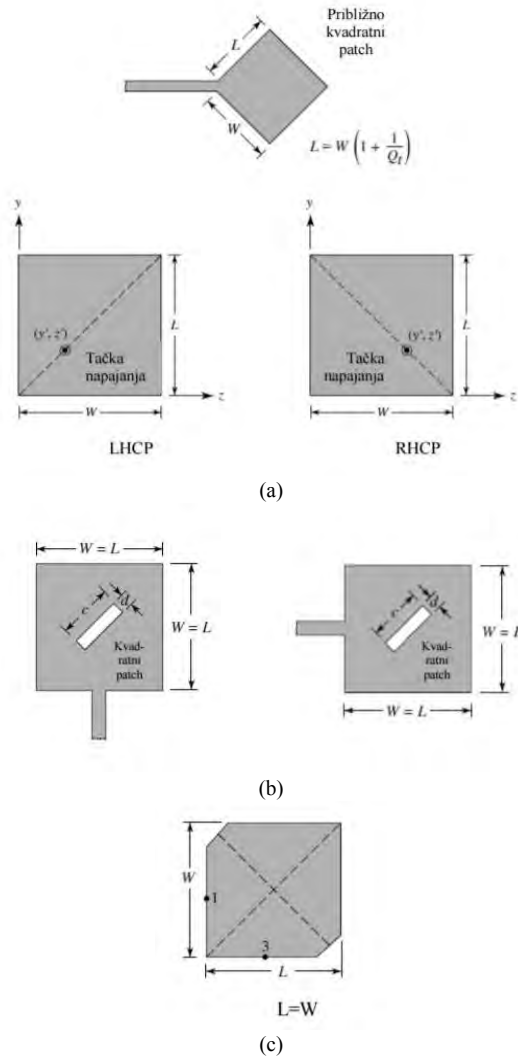 Približno
kvadratni
patch
L
W
L = W (1 + 1/Qt)
y
y
(y', z')
(y', z')
L
L
Tačka
napajanja
Tačka
napajanja
z
z
W
W
LHCP
RHCP
(a)
W = L
c
d
c
d
W = L
W = L
Kvad-
ratni
patch
Kvad-
ratni
patch
W = L
(b)
W
1
3
L
L=W
(c)